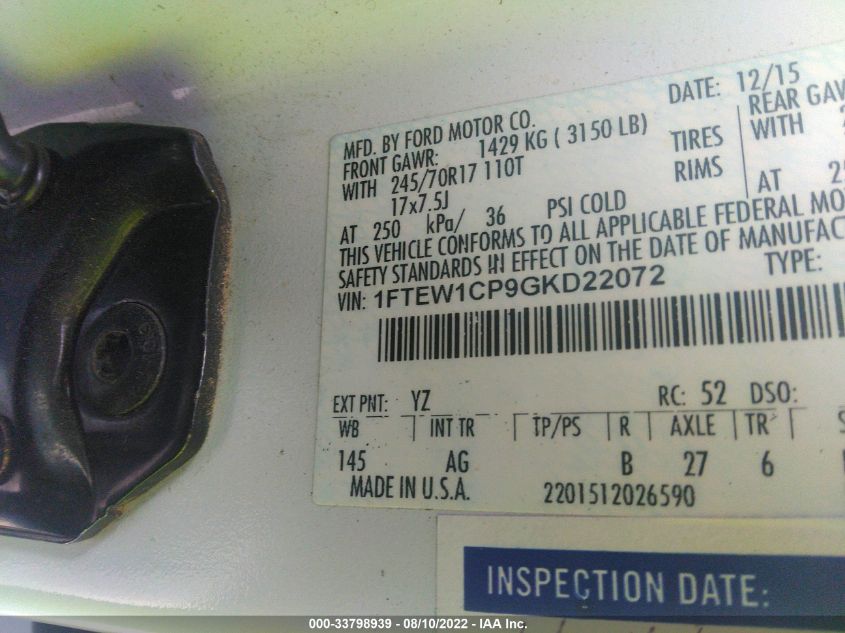 DATE: 12/15
MFD. BY FORD MOTOR CO.
FRONT GAWR: 1429 KG ( 3150 LB) REAR GAW
WITH 245/70R17 110T TIRES WITH
17x7.5J RIMS
AT 250 kPa/ 36 PSI COLD AT 25
THIS VEHICLE CONFORMS TO ALL APPLICABLE FEDERAL MO
SAFETY STANDARDS IN EFFECT ON THE DATE OF MANUFAC
VIN: 1FTEW1CP9GKD22072 TYPE:
EXT PNT: YZ RC: 52 DSO:
WB INT TR TP/PS R AXLE TR S
145 AG B 27 6
MADE IN U.S.A. 2201512026590
INSPECTION DATE:
000-33798939 - 08/10/2022 - IAA Inc.